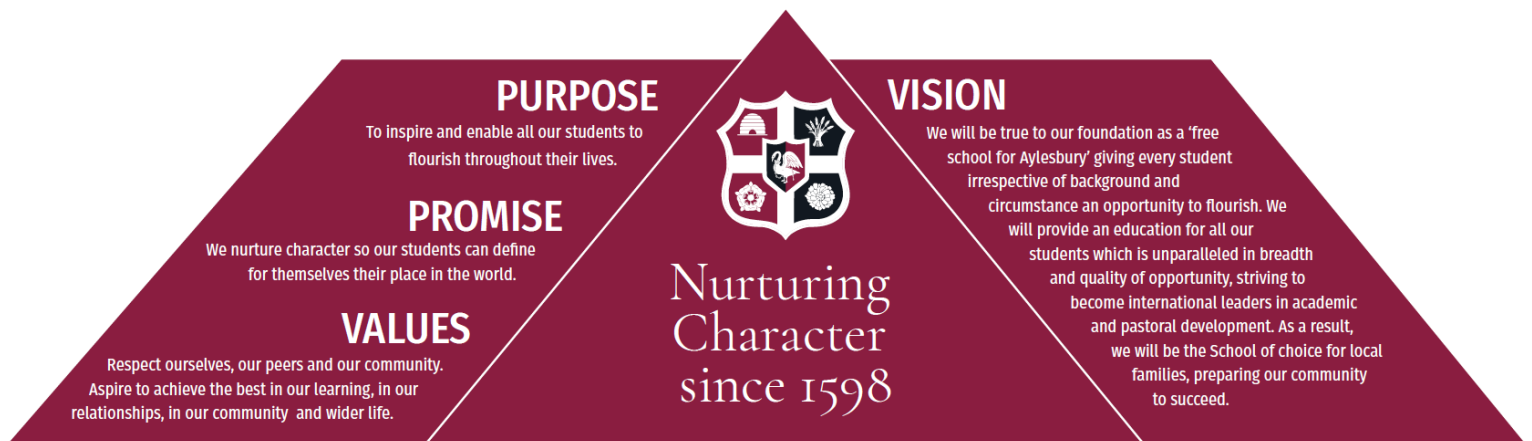 PURPOSE
To inspire and enable all our students to
flourish throughout their lives.
PROMISE
We nurture character so our students can define
for themselves their place in the world.
VALUES
Respect ourselves, our peers and our community.
Aspire to achieve the best in our learning, in our
relationships, in our community and wider life.
Nurturing
Character
since 1598
VISION
We will be true to our foundation as a ‘free
school for Aylesbury’ giving every student
irrespective of background and
circumstance an opportunity to flourish. We
will provide an education for all our
students which is unparalleled in breadth
and quality of opportunity, striving to
become international leaders in academic
and pastoral development. As a result,
we will be the School of choice for local
families, preparing our community
to succeed.